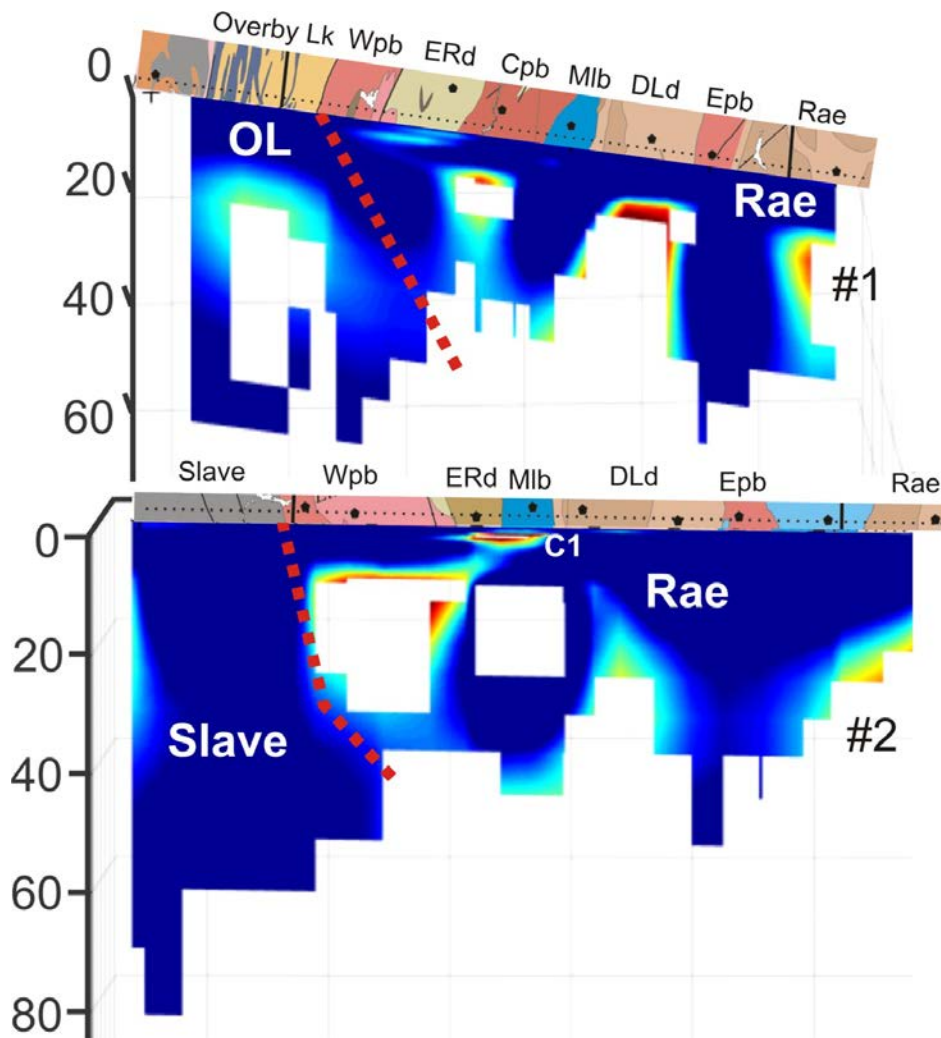 Overby Lk Wpb ERd Cpb Mlb DLd Epb Rae
0
OL
20
Rae
#1
40
60
Slave Wpb ERd Mlb DLd Epb Rae
0
C1
Rae
20
Slave
#2
40
60
80